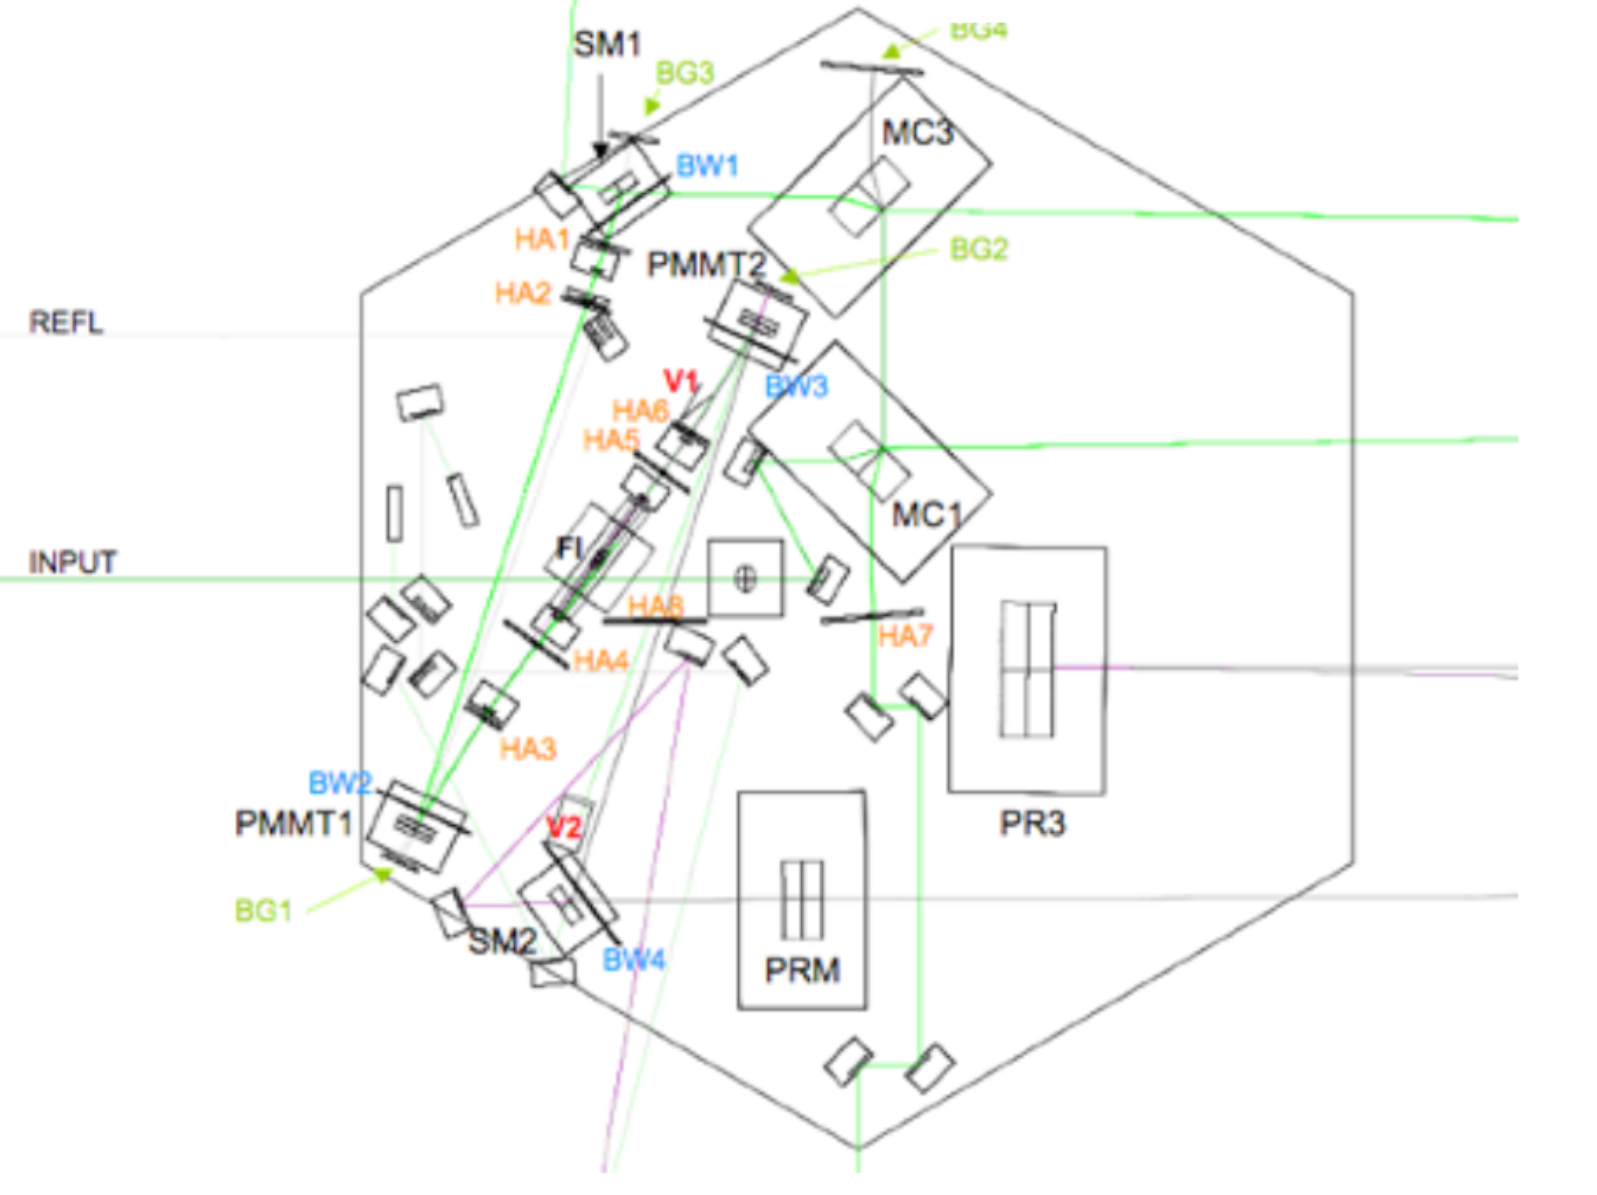 BG4
SM1
BG3
MC3
BW1
HA1
PMMT2
BG2
HA2
REFL
V1
BW3
HA6
HA5
MC1
FI
INPUT
HA8
HA7
HA4
HA3
BW2
PMMT1
V2
PR3
BG1
SM2
BW4
PRM